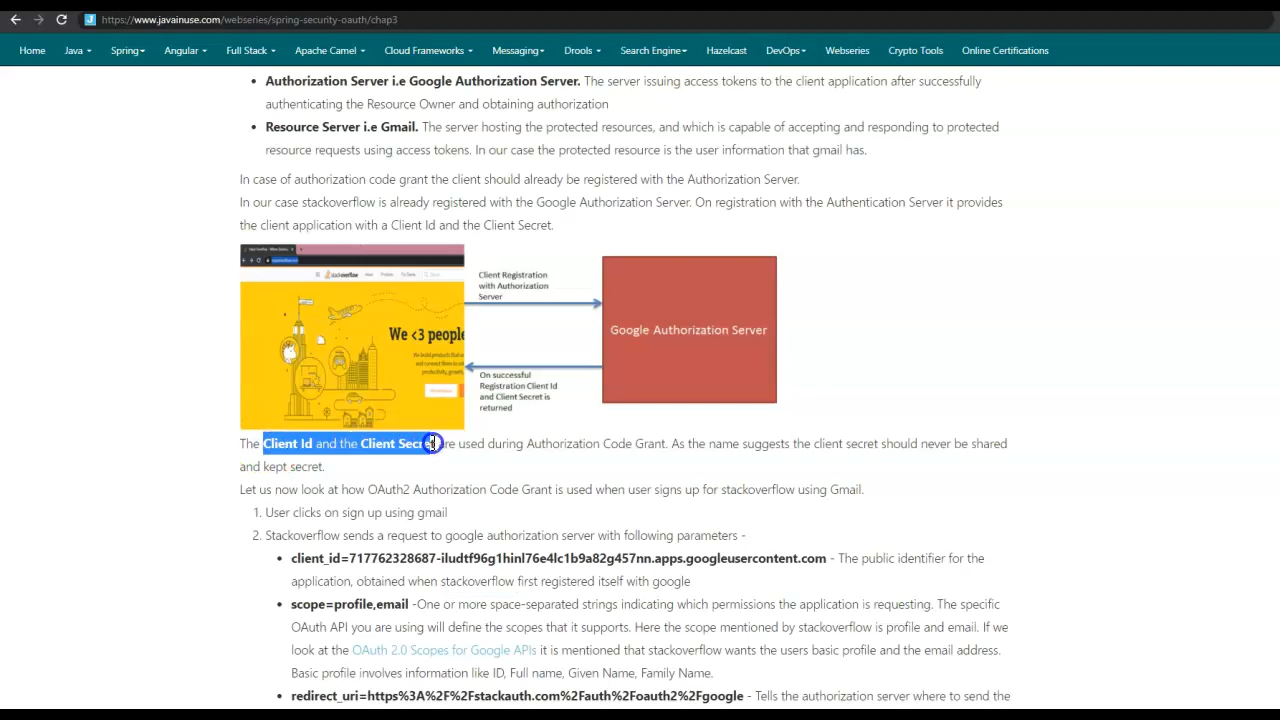 https://www.javainuse.com/webseries/spring-security-oauth/chap3
Home Java Spring Angular Full Stack Apache Camel Cloud Frameworks Messaging Drools Search Engine Hazelcast DevOps Webseries Crypto Tools Online Certifications
• Authorization Server i.e Google Authorization Server. The server issuing access tokens to the client application after successfully
authenticating the Resource Owner and obtaining authorization
• Resource Server i.e Gmail. The server hosting the protected resources, and which is capable of accepting and responding to protected
resource requests using access tokens. In our case the protected resource is the user information that gmail has.
In case of authorization code grant the client should already be registered with the Authorization Server.
In our case stackoverflow is already registered with the Google Authorization Server. On registration with the Authentication Server it provides
the client application with a Client Id and the Client Secret.
stackoverflow
We <3 people
Client Registration
with Authorization
Server
Google Authorization Server
On successful
Registration Client Id
and Client Secret is
returned
The Client Id and the Client Secret are used during Authorization Code Grant. As the name suggests the client secret should never be shared
and kept secret.
Let us now look at how OAuth2 Authorization Code Grant is used when user signs up for stackoverflow using Gmail.
1. User clicks on sign up using gmail
2. Stackoverflow sends a request to google authorization server with following parameters -
• client_id=717762328687-iludtf96g1hinl76e4lc1b9a82g457nn.apps.googleusercontent.com - The public identifier for the
application, obtained when stackoverflow first registered itself with google
• scope=profile,email -One or more space-separated strings indicating which permissions the application is requesting. The specific
OAuth API you are using will define the scopes that it supports. Here the scope mentioned by stackoverflow is profile and email. If we
look at the OAuth 2.0 Scopes for Google APIs it is mentioned that stackoverflow wants the users basic profile and the email address.
Basic profile involves information like ID, Full name, Given Name, Family Name.
• redirect_uri=https%3A%2F%2Fstackauth.com%2Fauth%2Foauth2%2Fgoogle - Tells the authorization server where to send the